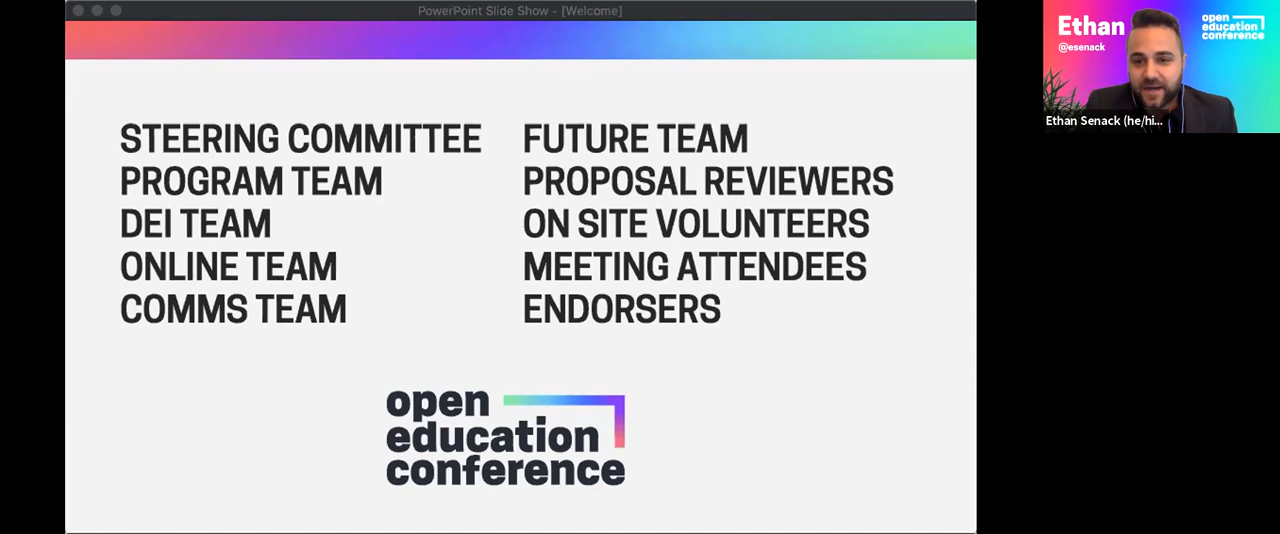 PowerPoint Slide Show - [Welcome]
STEERING COMMITTEE
PROGRAM TEAM
DEI TEAM
ONLINE TEAM
COMMS TEAM
FUTURE TEAM
PROPOSAL REVIEWERS
ON SITE VOLUNTEERS
MEETING ATTENDEES
ENDORSERS
open
education
conference
Ethan
@esenack
open
education
conference
Ethan Senack (he/hi...